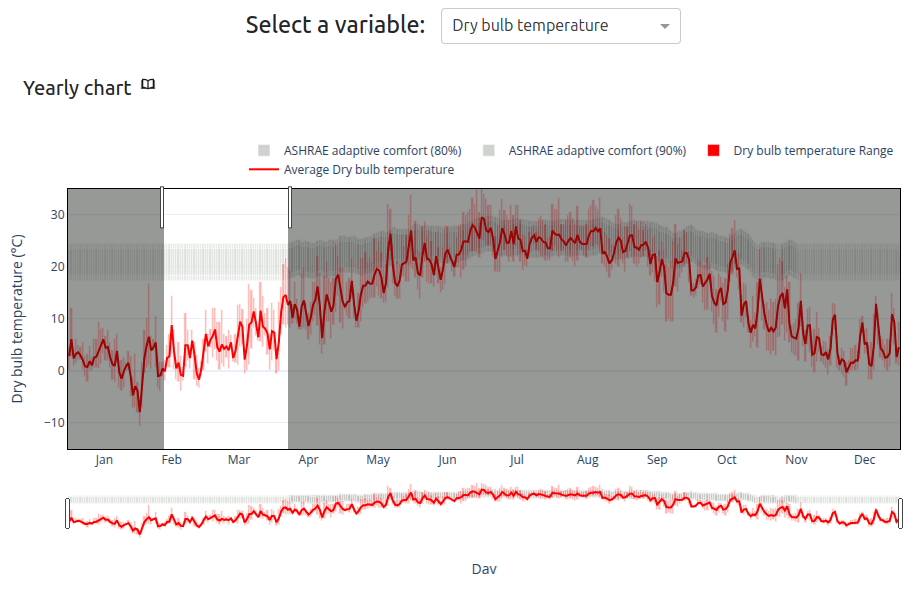 Select a variable: Dry bulb temperature
Yearly chart
ASHRAE adaptive comfort (80%) ASHRAE adaptive comfort (90%) Dry bulb temperature Range
Average Dry bulb temperature
Dry bulb temperature (°C)
30
20
10
0
−10
Jan Feb Mar Apr May Jun Jul Aug Sep Oct Nov Dec
Day